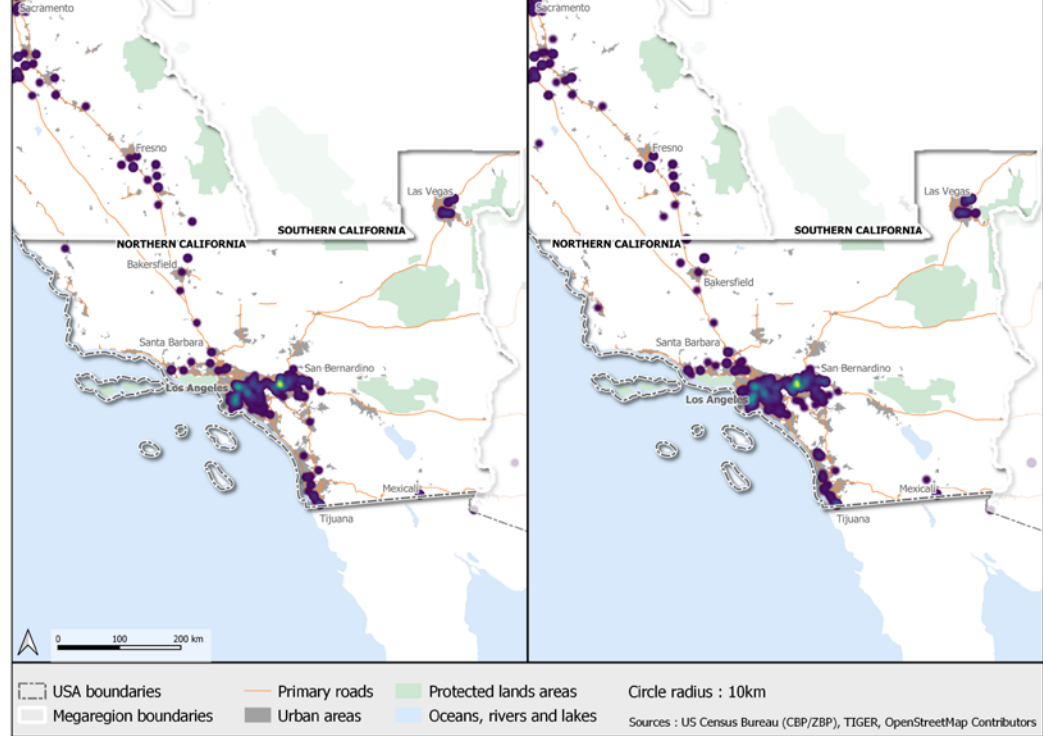 Sacramento
Fresno
Las Vegas
SOUTHERN CALIFORNIA
NORTHERN CALIFORNIA
Bakersfield
Santa Barbara
San Bernardino
Los Angeles
Mexicali
Tijuana
0 100 200 km
Sacramento
Fresno
Las Vegas
SOUTHERN CALIFORNIA
NORTHERN CALIFORNIA
Bakersfield
Santa Barbara
San Bernardino
Los Angeles
Mexicali
Tijuana
USA boundaries
Primary roads
Protected lands areas
Circle radius : 10km
Megaregion boundaries
Urban areas
Oceans, rivers and lakes
Sources : US Census Bureau (CBP/ZBP), TIGER, OpenStreetMap Contributors